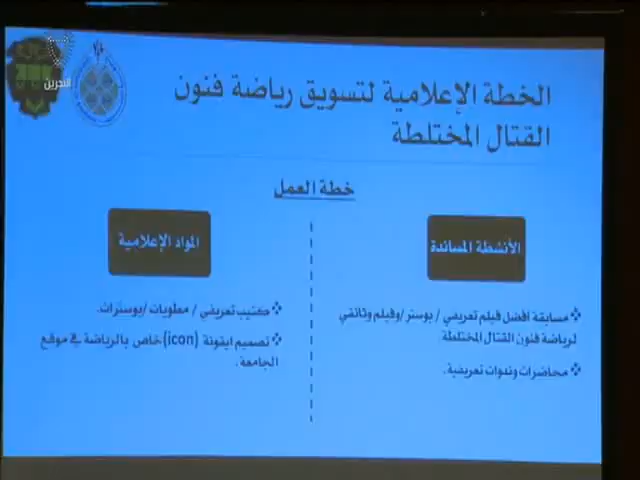 البحرين
الخطة الإعلامية لتسويق رياضة فنون
القتال المختلطة
خطة العمل
الأنشطة المساندة
مسابقة افضل فيلم تعريفي / بوستر /وفيلم وثائقي
لرياضة فنون القتال المختلطة
محاضرات وندوات تعريفية.
المواد الإعلامية
كتيب تعريفي / مطويات /بوسترات.
تصميم ايقونة (icon) خاص بالرياضة في موقع
الجامعة.